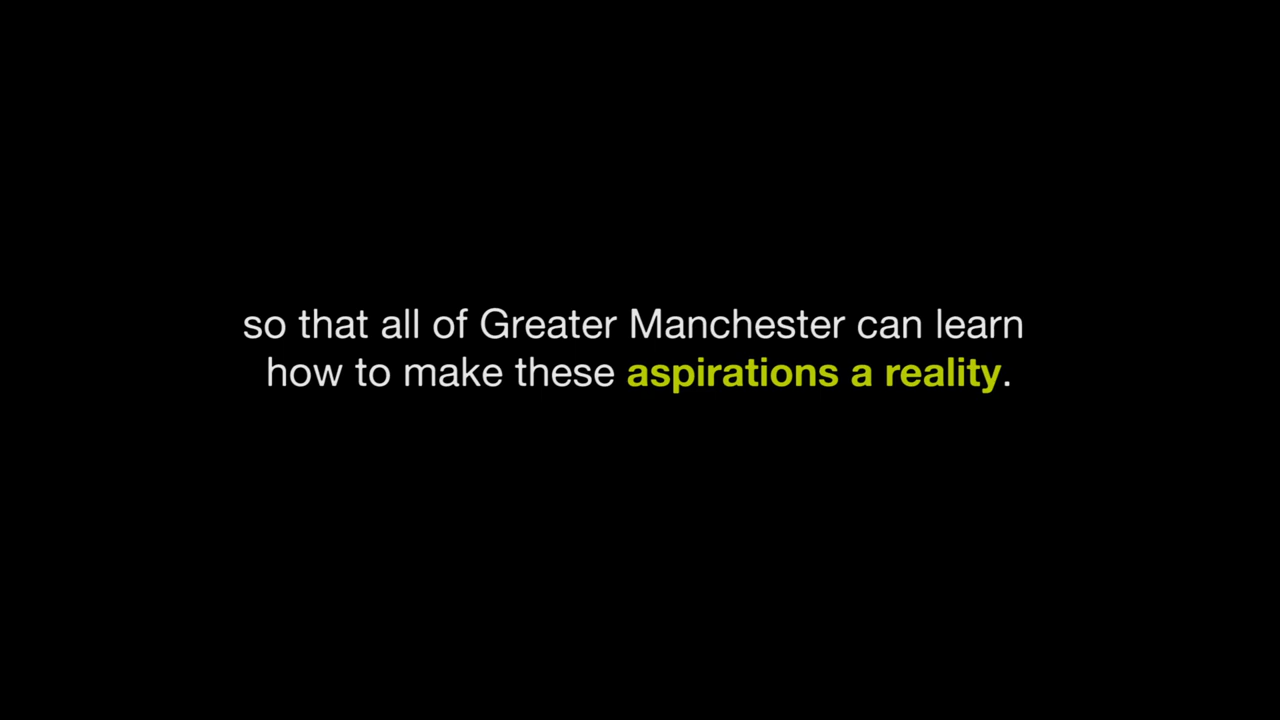 so that all of Greater Manchester can learn
how to make these aspirations a reality.